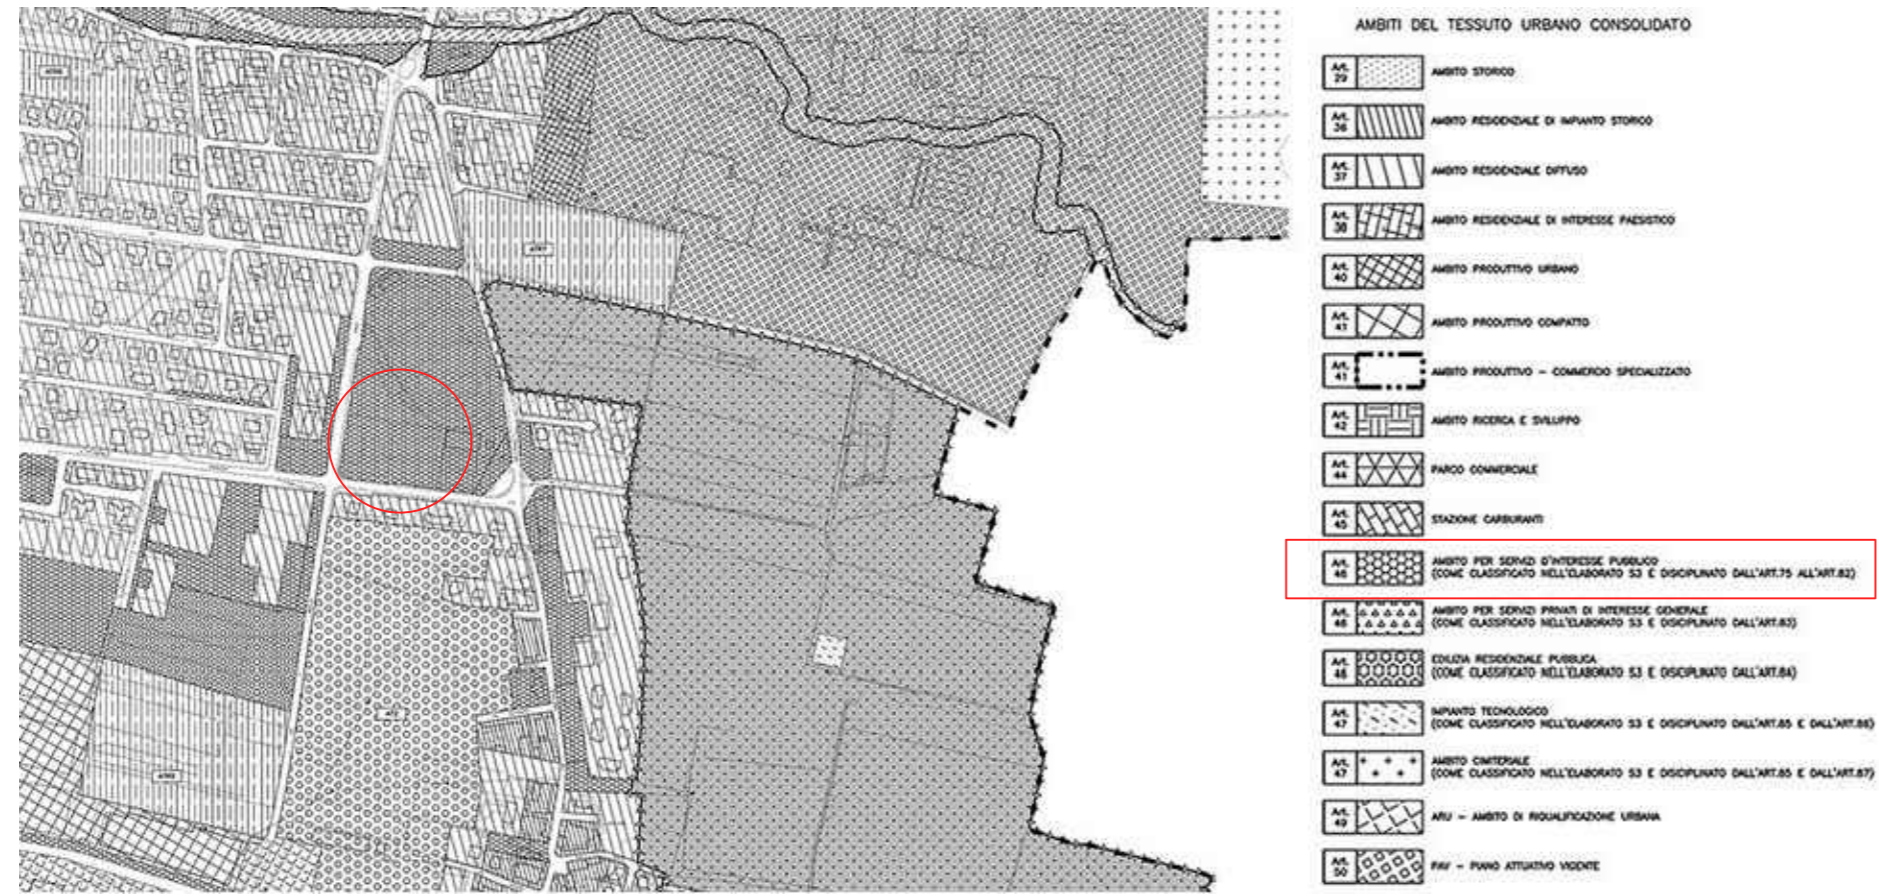 AMBITI DEL TESSUTO URBANO CONSOLIDATO
Art. 29 AMBITO STORICO
Art. 36 AMBITO RESIDENZIALE DI IMPIANTO STORICO
Art. 37 AMBITO RESIDENZIALE DIFFUSO
Art. 38 AMBITO RESIDENZIALE DI INTERESSE PAESISTICO
Art. 40 AMBITO PRODUTTIVO URBANO
Art. 41 AMBITO PRODUTTIVO COMPATTO
Art. 41 AMBITO PRODUTTIVO – COMMERCIO SPECIALIZZATO
Art. 42 AMBITO RICERCA E SVILUPPO
Art. 44 PARCO COMMERCIALE
Art. 45 STAZIONE CARBURANTI
Art. 46 AMBITO PER SERVIZI D'INTERESSE PUBBLICO
(COME CLASSIFICATO NELL'ELABORATO S3 E DISICIPLINATO DALL'ART.75 ALL'ART.82)
Art. 46 AMBITO PER SERVIZI PRIVATI DI INTERESSE GENERALE
(COME CLASSIFICATO NELL'ELABORATO S3 E DISICIPLINATO DALL'ART.83)
Art. 46 EDILIZIA RESIDENZIALE PUBBLICA
(COME CLASSIFICATO NELL'ELABORATO S3 E DISICIPLINATO DALL'ART.84)
Art. 47 IMPIANTO TECNOLOGICO
(COME CLASSIFICATO NELL'ELABORATO S3 E DISICIPLINATO DALL'ART.85 E DALL'ART.86)
Art. 47 AMBITO CIMITERIALE
(COME CLASSIFICATO NELL'ELABORATO S3 E DISICIPLINATO DALL'ART.85 E DALL'ART.87)
Art. 49 ARU – AMBITO DI RIQUALIFICAZIONE URBANA
Art. 50 PAV – PIANO ATTUATIVO VIGENTE